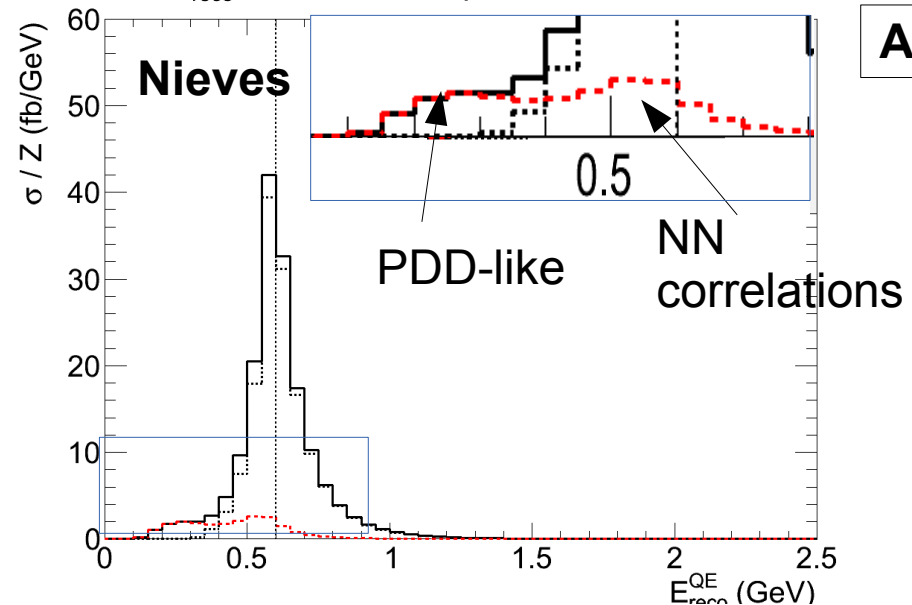 60
50
40
30
20
10
0
σ / Z (fb/GeV)
Nieves
A
0.5
PDD-like
NN
correlations
0 0.5 1 1.5 2 2.5
E^QE_reco (GeV)